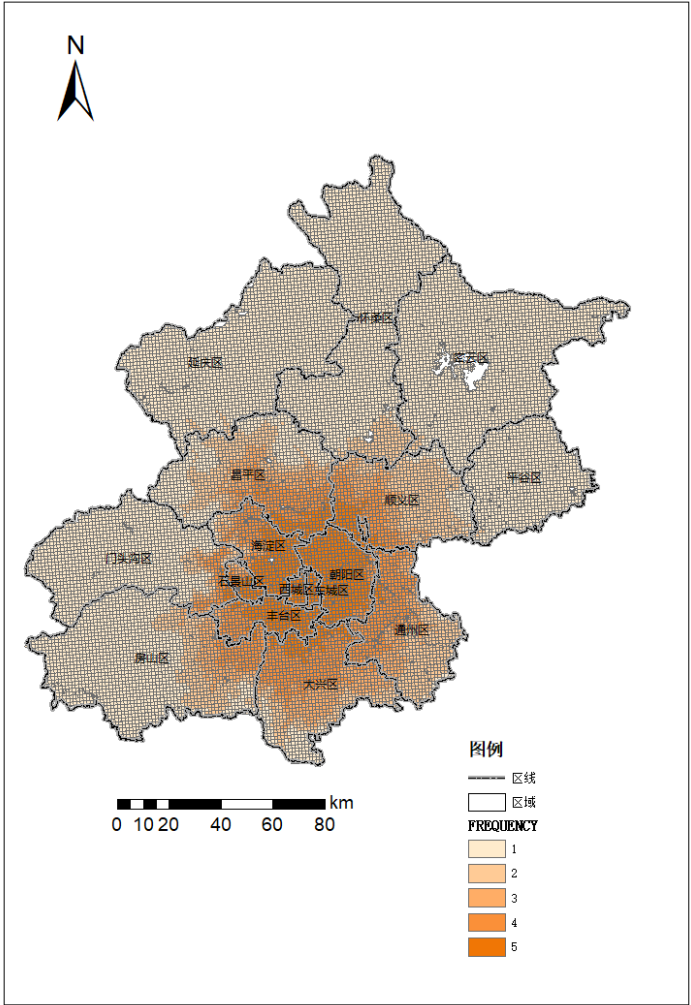 N
怀柔区
延庆区
密云区
昌平区
平谷区
顺义区
海淀区
门头沟区
石景山区
朝阳区
西城区
东城区
丰台区
通州区
房山区
大兴区
图例
区线
区域
FREQUENCY
1
2
3
4
5
km
0 10 20 40 60 80